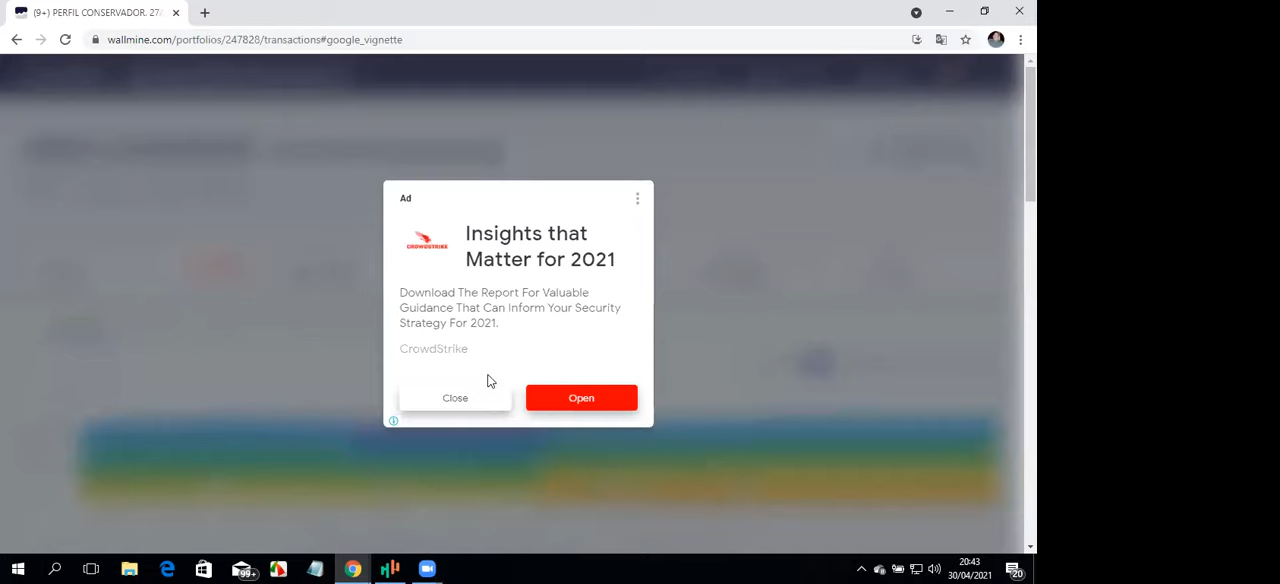 (9+) PERFIL CONSERVADOR. 27/
wallmine.com/portfolios/247828/transactions#google_vignette
Ad
CROWDSTRIKE
Insights that
Matter for 2021
Download The Report For Valuable
Guidance That Can Inform Your Security
Strategy For 2021.
CrowdStrike
Close
Open
99+
20:43
30/04/2021
20